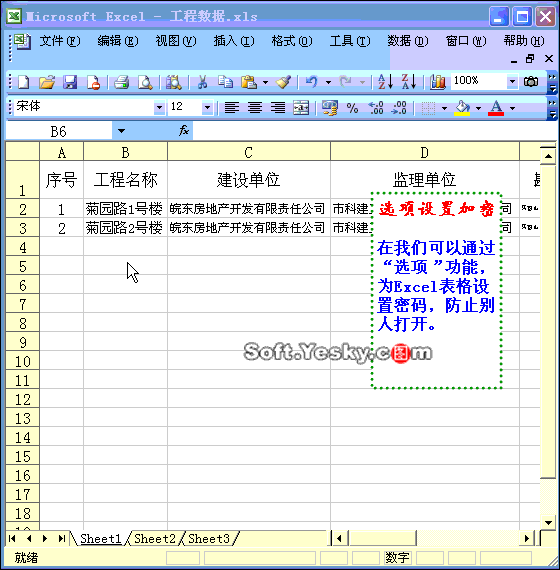 Microsoft Excel - 工程数据.xls
文件(F) 编辑(E) 视图(V) 插入(I) 格式(O) 工具(T) 数据(D) 窗口(W) 帮助(H)
100%
宋体 12
B6 fx
A B C D
1 序号 工程名称 建设单位 监理单位
2 1 菊园路1号楼 皖东房地产开发有限责任公司 市科建 司
3 2 菊园路2号楼 皖东房地产开发有限责任公司 市科建 司
4
5
6
7
8
9
10
11
12
13
14
15
16
17
18
选项设置加密
在我们可以通过
“选项”功能,
为Excel表格设
置密码,防止别
人打开。
Soft.Yesky.c图m
Sheet1 Sheet2 Sheet3
就绪 数字